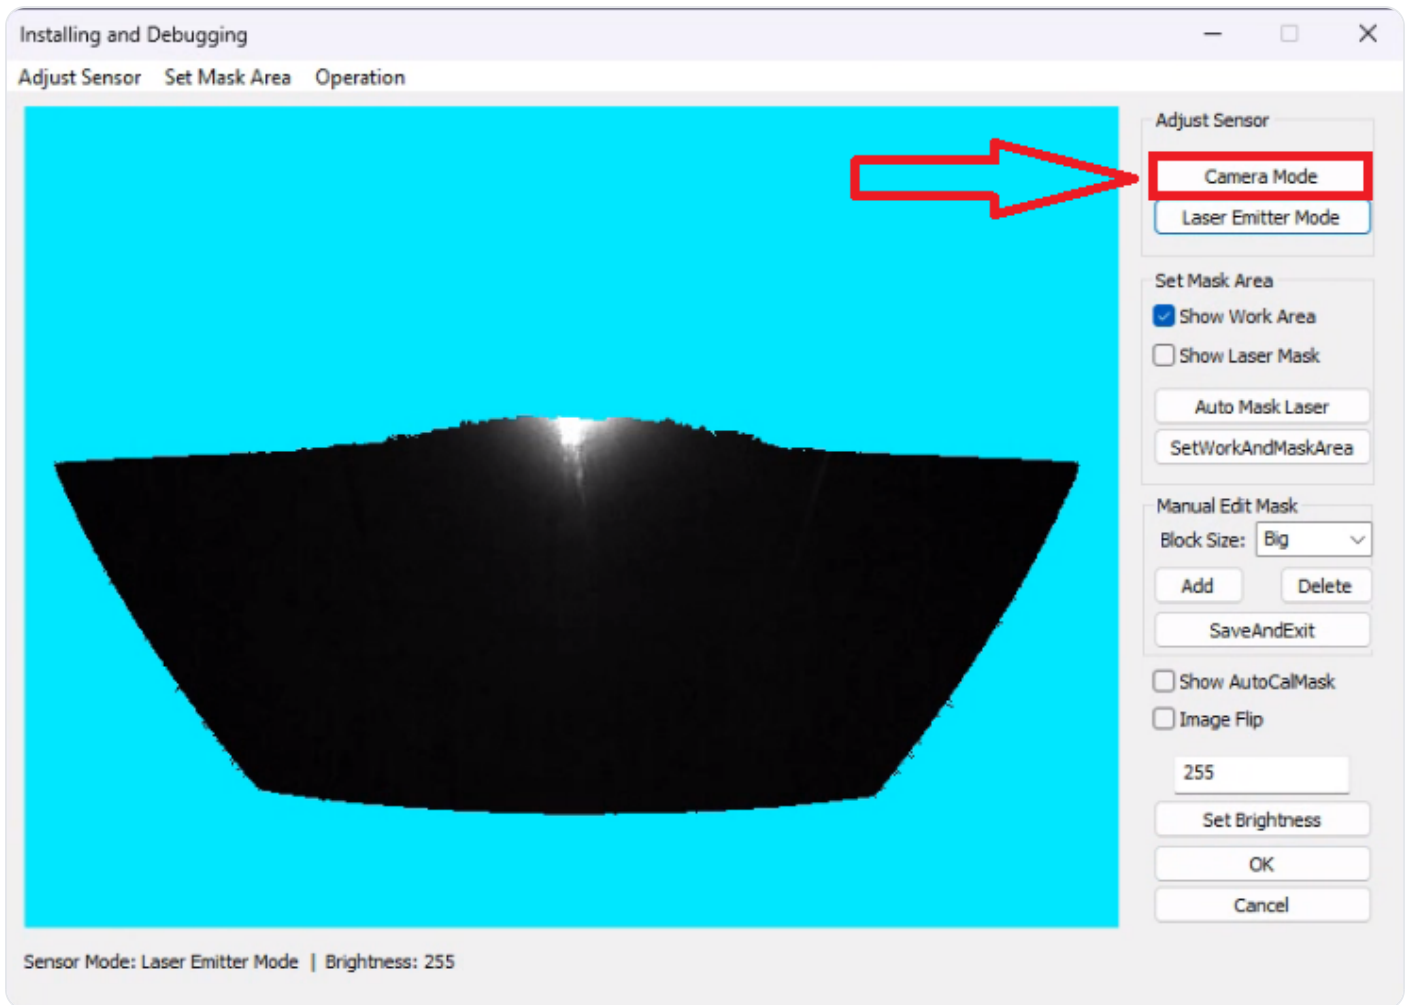 Installing and Debugging
Adjust Sensor Set Mask Area Operation
Adjust Sensor
Camera Mode
Laser Emitter Mode
Set Mask Area
Show Work Area
Show Laser Mask
Auto Mask Laser
SetWorkAndMaskArea
Manual Edit Mask
Block Size: Big
Add Delete
SaveAndExit
Show AutoCalMask
Image Flip
255
Set Brightness
OK
Cancel
Sensor Mode: Laser Emitter Mode | Brightness: 255